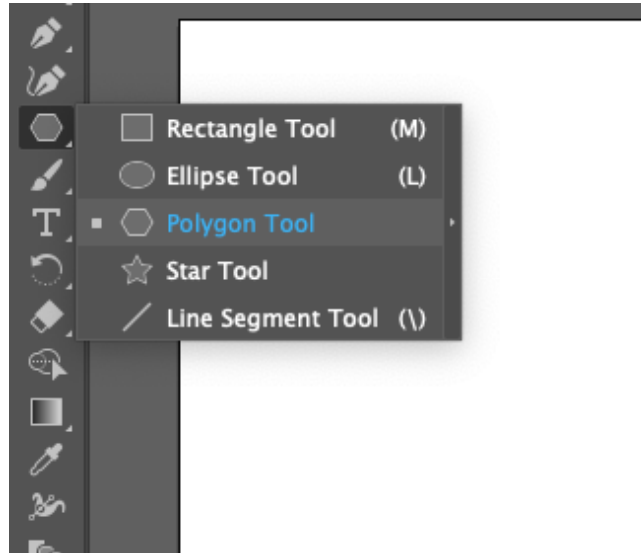 Rectangle Tool (M)
Ellipse Tool (L)
T
Polygon Tool
Star Tool
Line Segment Tool (\)